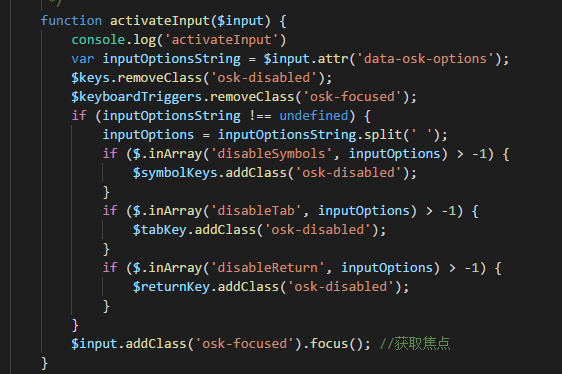 */
function activateInput($input) {
console.log('activateInput')
var inputOptionsString = $input.attr('data-osk-options');
$keys.removeClass('osk-disabled');
$keyboardTriggers.removeClass('osk-focused');
if (inputOptionsString !== undefined) {
inputOptions = inputOptionsString.split(' ');
if ($.inArray('disableSymbols', inputOptions) > -1) {
$symbolKeys.addClass('osk-disabled');
}
if ($.inArray('disableTab', inputOptions) > -1) {
$tabKey.addClass('osk-disabled');
}
if ($.inArray('disableReturn', inputOptions) > -1) {
$returnKey.addClass('osk-disabled');
}
}
$input.addClass('osk-focused').focus(); //获取焦点
}